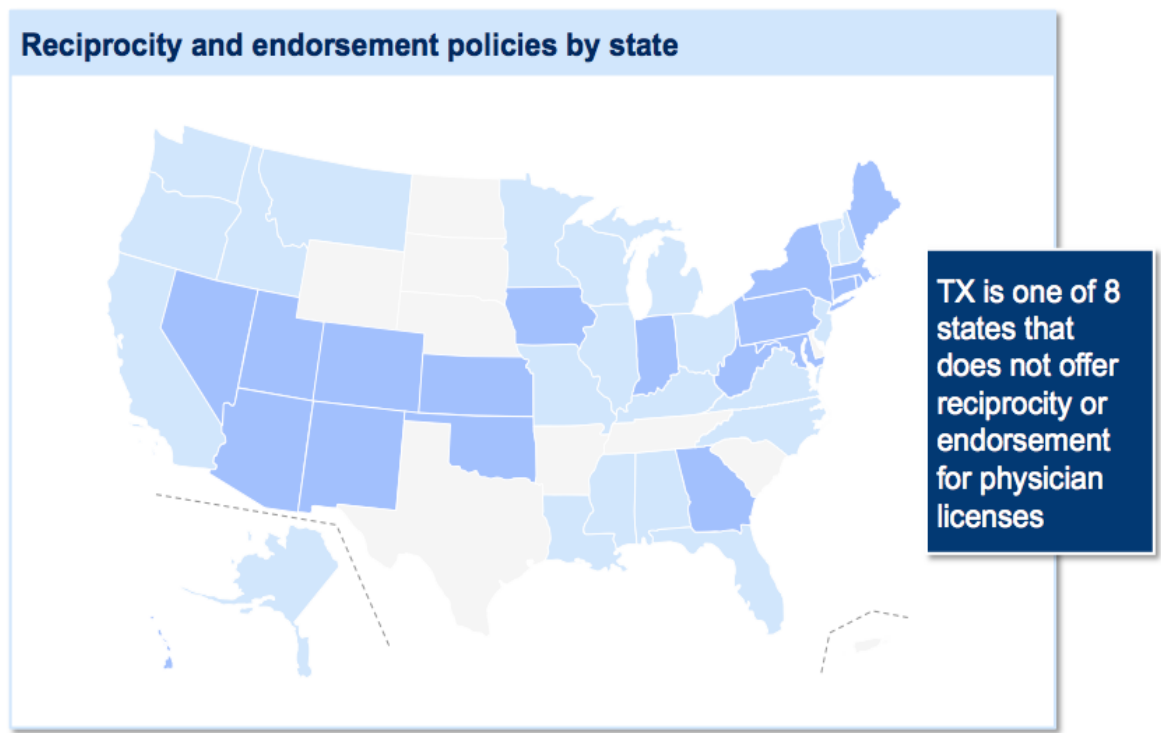 Reciprocity and endorsement policies by state
TX is one of 8
states that
does not offer
reciprocity or
endorsement
for physician
licenses